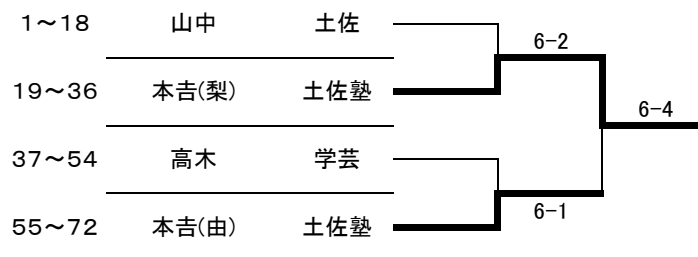 1～18 山中 土佐
6-2
19～36 本吉(梨) 土佐塾
6-4
37～54 高木 学芸
6-1
55～72 本吉(由) 土佐塾